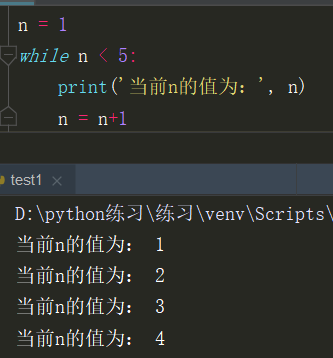 n = 1
while n < 5:
    print('当前n的值为：', n)
    n = n+1
test1 ×
D:\python练习\练习\venv\Scripts\
当前n的值为： 1
当前n的值为： 2
当前n的值为： 3
当前n的值为： 4